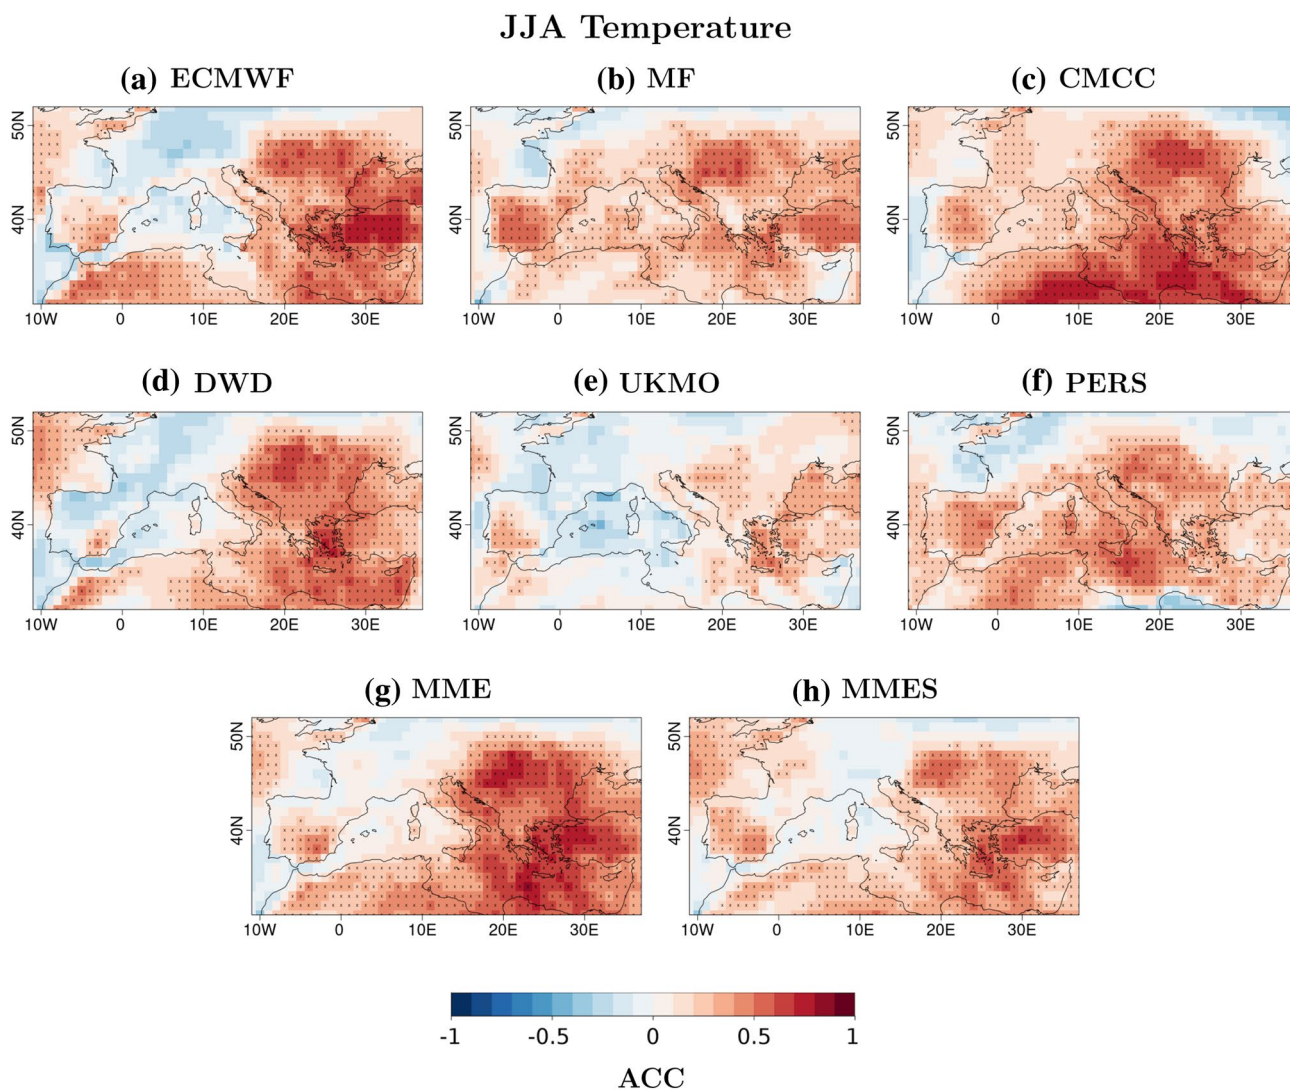 JJA Temperature
(a) ECMWF
(b) MF
(c) CMCC
50N
40N
10W 0 10E 20E 30E
50N
40N
10W 0 10E 20E 30E
50N
40N
10W 0 10E 20E 30E
(d) DWD
(e) UKMO
(f) PERS
50N
40N
10W 0 10E 20E 30E
50N
40N
10W 0 10E 20E 30E
50N
40N
10W 0 10E 20E 30E
(g) MME
(h) MMES
50N
40N
10W 0 10E 20E 30E
50N
40N
10W 0 10E 20E 30E
-1 -0.5 0 0.5 1
ACC